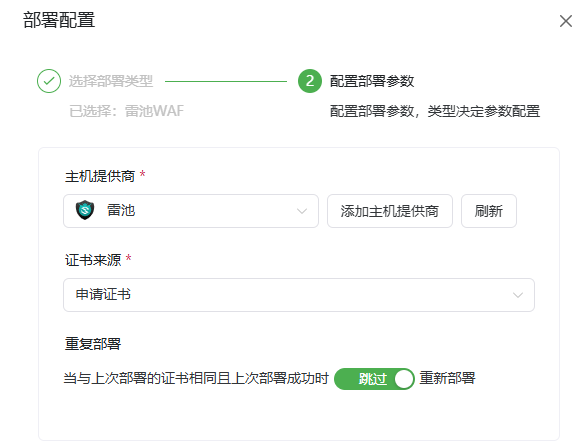 部署配置
选择部署类型
2 配置部署参数
已选择：雷池WAF
配置部署参数，类型决定参数配置
主机提供商 *
雷池 添加主机提供商 刷新
证书来源 *
申请证书
重复部署
当与上次部署的证书相同且上次部署成功时 跳过 重新部署